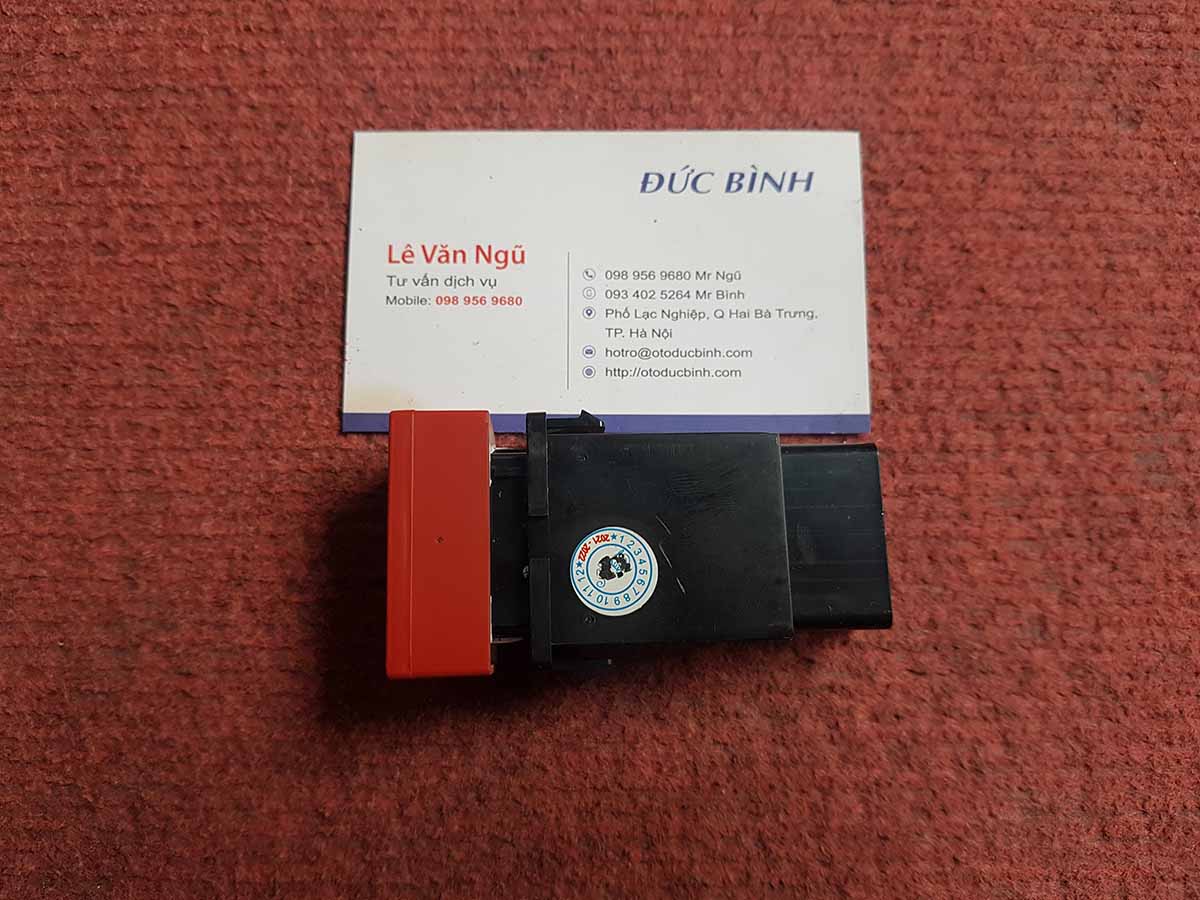 ĐỨC BÌNH
Lê Văn Ngũ
Tư vấn dịch vụ
Mobile: 098 956 9680
098 956 9680 Mr Ngũ
093 402 5264 Mr Bình
Phố Lạc Nghiệp, Q Hai Bà Trưng,
TP. Hà Nội
hotro@otoducbinh.com
http://otoducbinh.com
2021-2022★1 2 3 4 5 6 7 8 9 10 11 12★